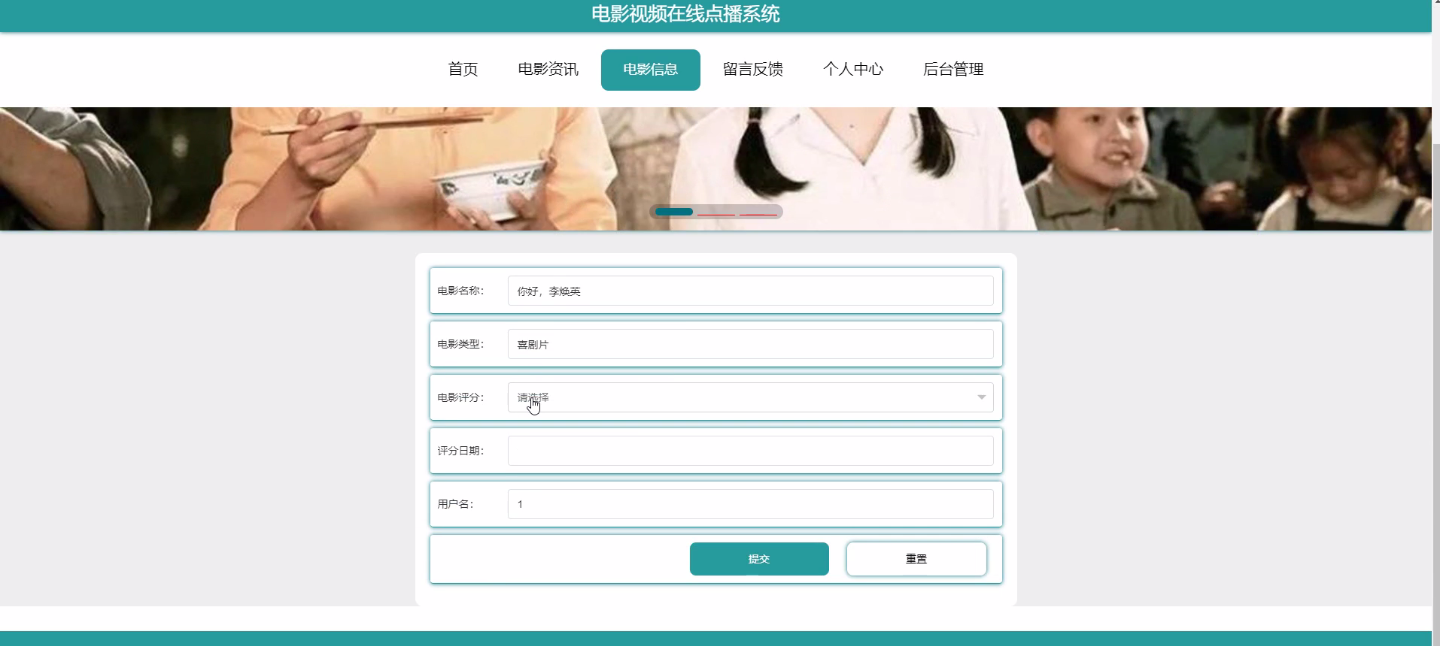 电影视频在线点播系统
首页 电影资讯 电影信息 留言反馈 个人中心 后台管理
电影名称： 你好，李焕英
电影类型： 喜剧片
电影评分： 请选择
评分日期：
用户名： 1
提交 重置